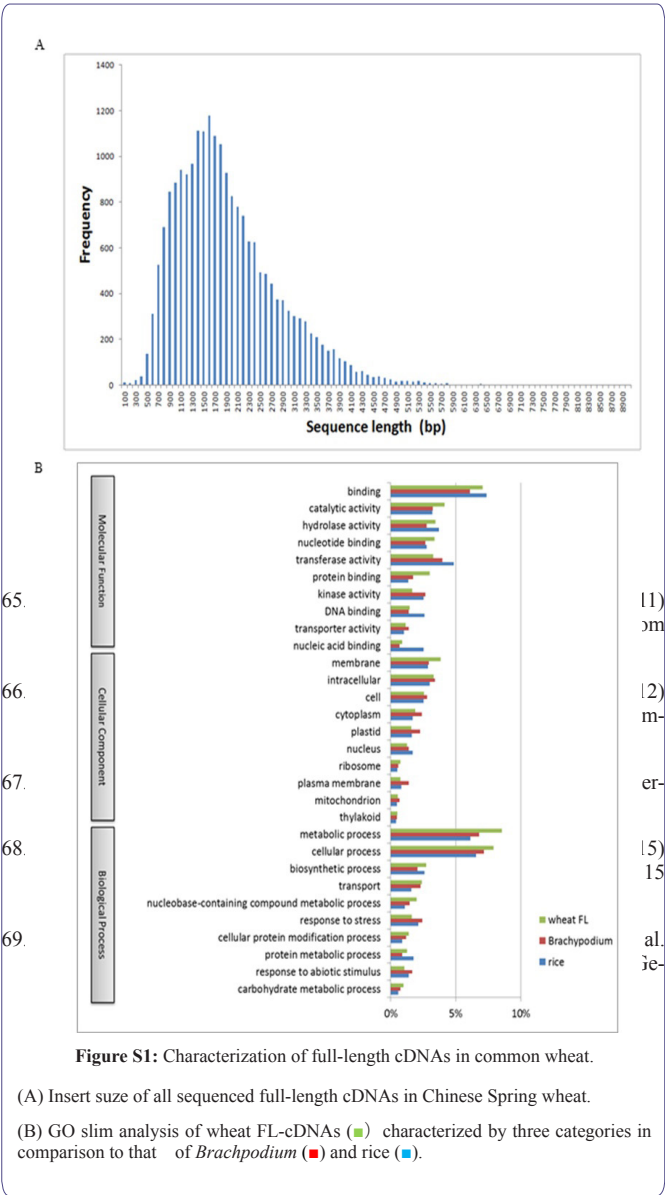 A
1400
1200
1000
800
600
400
200
0
Frequency
100 300 500 700 900 1100 1300 1500 1700 1900 2100 2300 2500 2700 2900 3100 3300 3500 3700 3900 4100 4300 4500 4700 4900 5100 5300 5500 5700 5900 6100 6300 6500 6700 6900 7100 7300 7500 7700 7900 8100 8300 8500 8700 8900
Sequence length (bp)
B
Molecular Function
binding
catalytic activity
hydrolase activity
nucleotide binding
transferase activity
protein binding
kinase activity
DNA binding
transporter activity
nucleic acid binding
Cellular Component
membrane
intracellular
cell
cytoplasm
plastid
nucleus
ribosome
plasma membrane
mitochondrion
thylakoid
Biological Process
metabolic process
cellular process
biosynthetic process
transport
nucleobase-containing compound metabolic process
response to stress
cellular protein modification process
protein metabolic process
response to abiotic stimulus
carbohydrate metabolic process
wheat FL
Brachypodium
rice
0% 5% 10%
65.
11)
om
66.
12)
m-
67.
er-
68.
15)
15
69.
al.
Ge-
Figure S1: Characterization of full-length cDNAs in common wheat.
(A) Insert suze of all sequenced full-length cDNAs in Chinese Spring wheat.
(B) GO slim analysis of wheat FL-cDNAs (■) characterized by three categories in
comparison to that of Brachpodium (■) and rice (■).